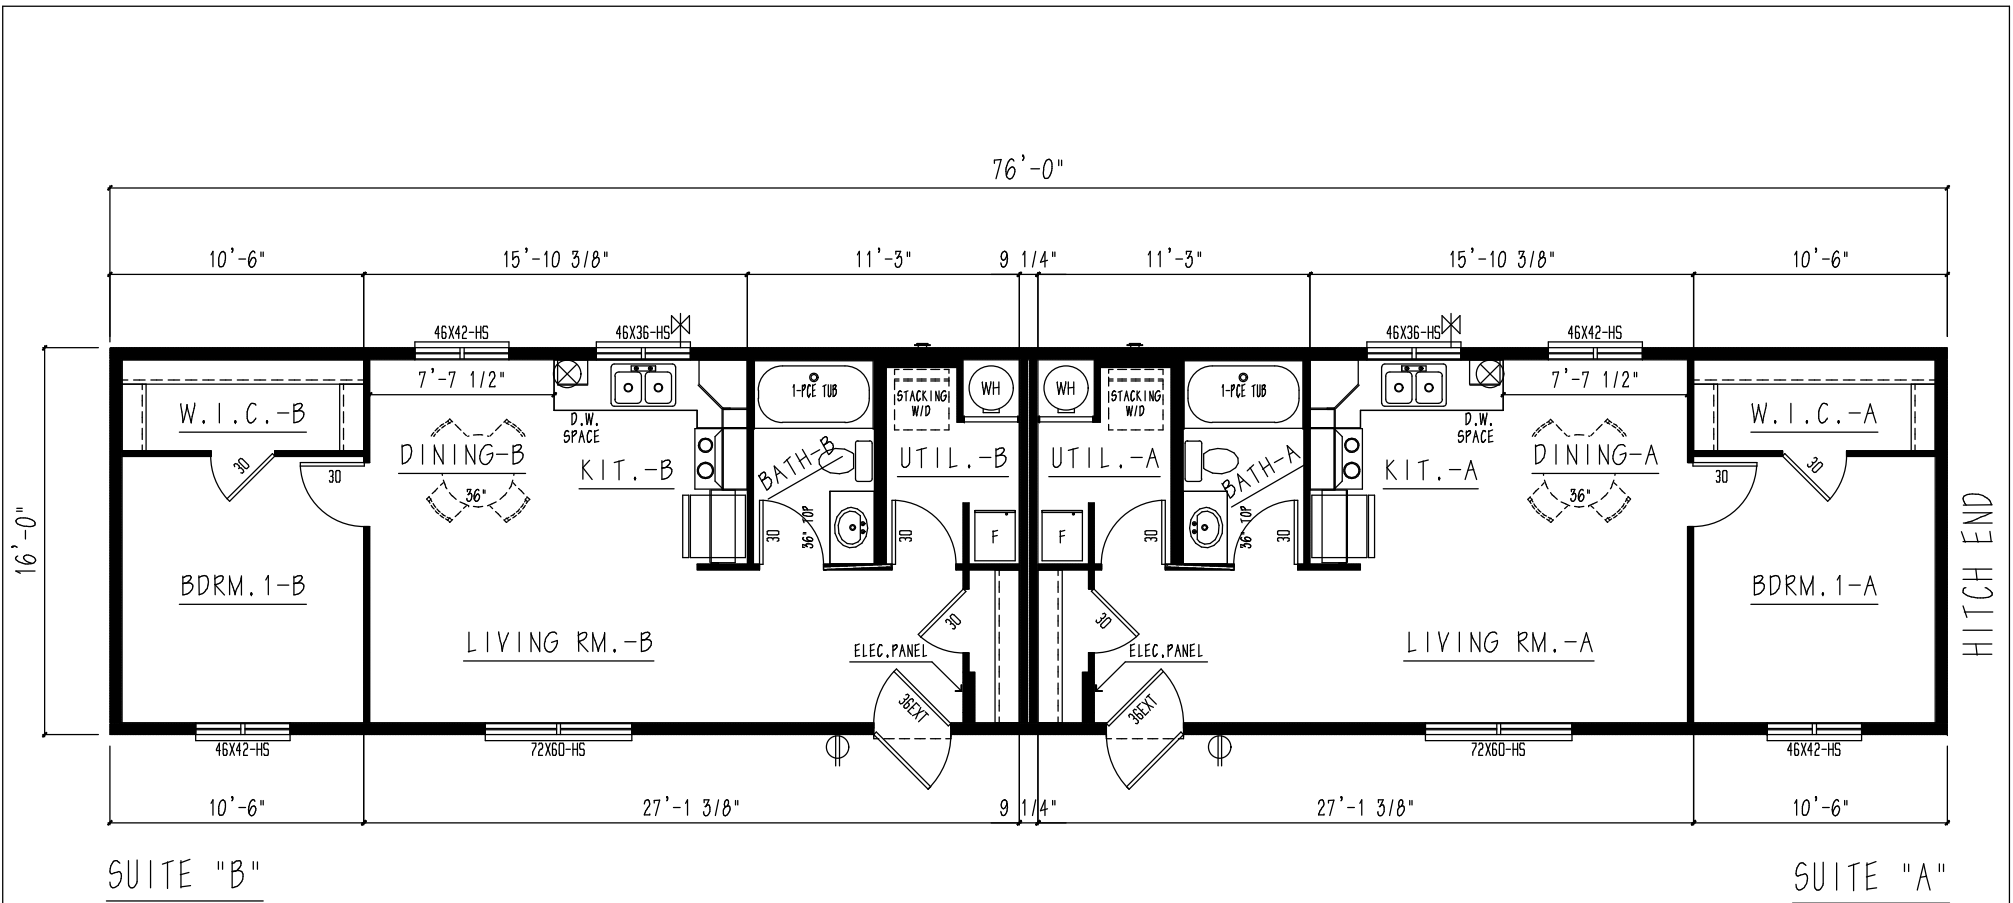 76'-0"
10'-6" 15'-10 3/8" 11'-3" 9 1/4" 11'-3" 15'-10 3/8" 10'-6"
46X42-HS 46X36-HS 46X36-HS 46X42-HS
7'-7 1/2" 7'-7 1/2"
1-PCE TUB WH WH 1-PCE TUB
STACKING STACKING
W/D W/D
W.I.C.-B W.I.C.-A
D.W. D.W.
SPACE SPACE
DINING-B DINING-A
KIT.-B BATH-B UTIL.-B UTIL.-A BATH-A KIT.-A
30 30 30 30
36" 36"
30 36" TOP 30 F F 30 36" TOP 30
16'-0"
HITCH END
BDRM. 1-B BDRM. 1-A
30 30
LIVING RM.-B LIVING RM.-A
ELEC.PANEL ELEC.PANEL
36EXT 36EXT
46X42-HS 72X60-HS 72X60-HS 46X42-HS
10'-6" 27'-1 3/8" 9 1/4" 27'-1 3/8" 10'-6"
SUITE "B" SUITE "A"